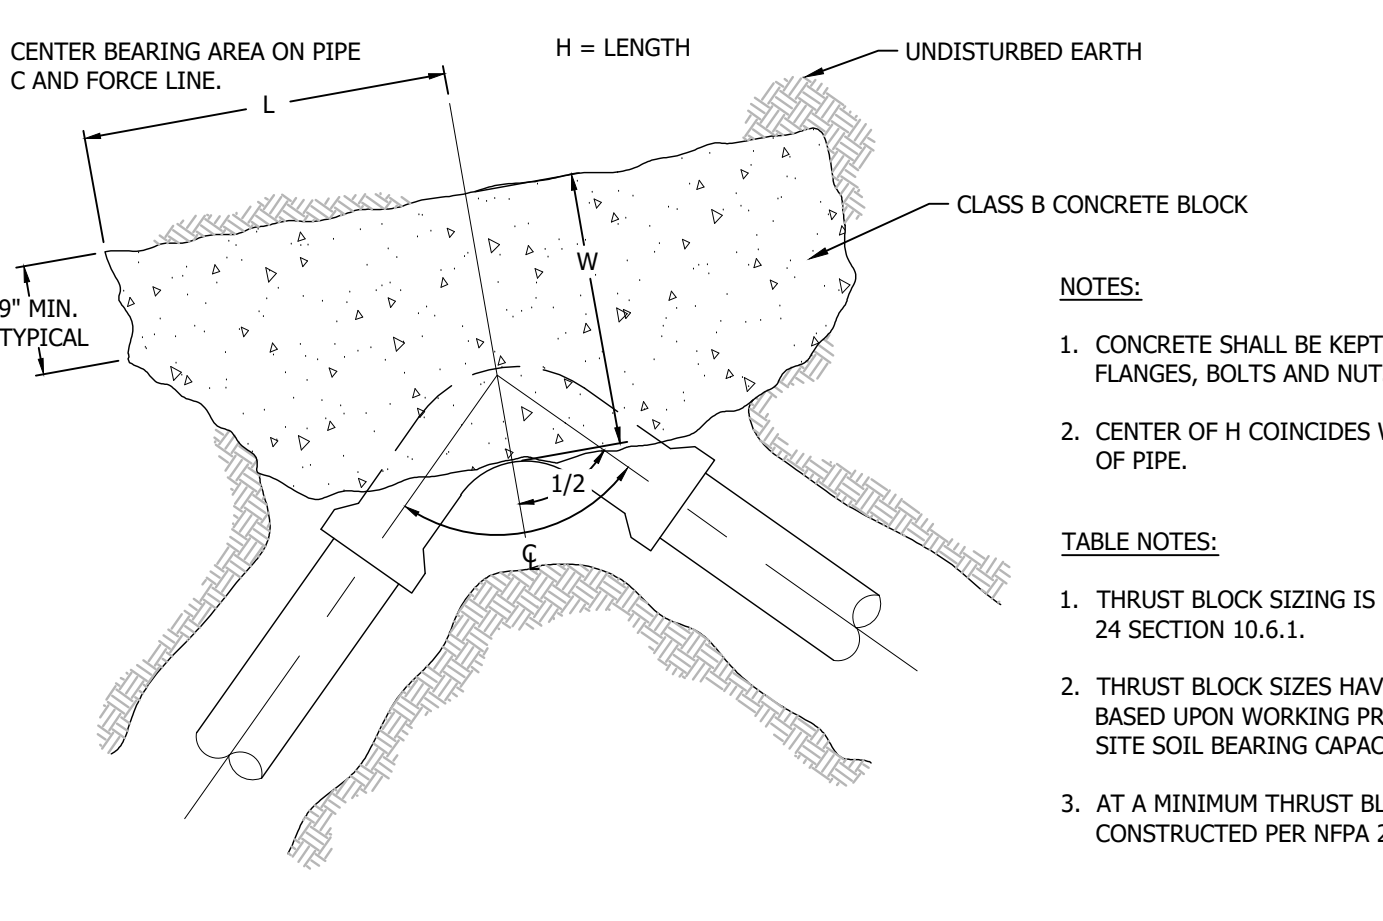 CENTER BEARING AREA ON PIPE
C AND FORCE LINE.
H = LENGTH
UNDISTURBED EARTH
L
CLASS B CONCRETE BLOCK
W
9" MIN.
TYPICAL
1/2
℄
NOTES:
1. CONCRETE SHALL BE KEPT
FLANGES, BOLTS AND NUT
2. CENTER OF H COINCIDES
OF PIPE.
TABLE NOTES:
1. THRUST BLOCK SIZING IS
24 SECTION 10.6.1.
2. THRUST BLOCK SIZES HAV
BASED UPON WORKING PR
SITE SOIL BEARING CAPAC
3. AT A MINIMUM THRUST BL
CONSTRUCTED PER NFPA 2